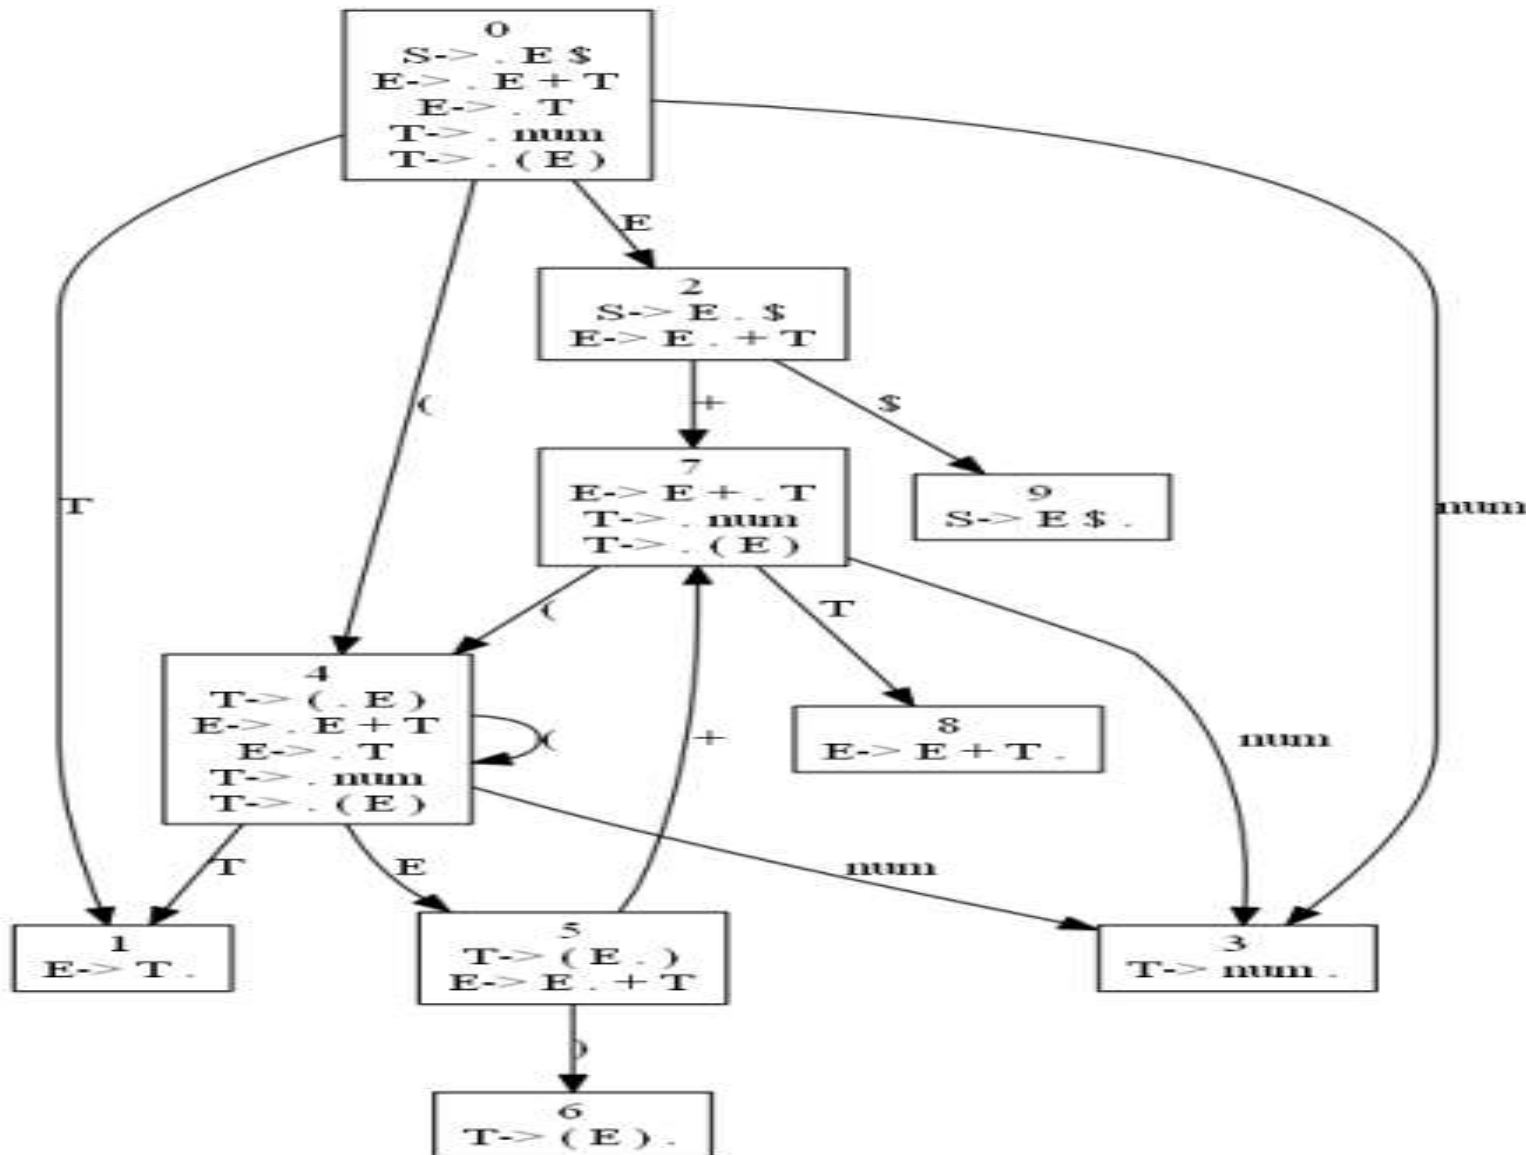 0
S-> . E $
E-> . E + T
E-> . T
T-> . num
T-> . ( E )
E
2
S-> E . $
E-> E . + T
(
+
$
7
E-> E + . T
T-> . num
T-> . ( E )
9
S-> E $ .
T
num
(
T
4
T-> ( . E )
E-> . E + T
E-> . T
T-> . num
T-> . ( E )
(
+
8
E-> E + T .
num
T
E
num
1
E-> T .
5
T-> ( E . )
E-> E . + T
3
T-> num .
)
6
T-> ( E ) .